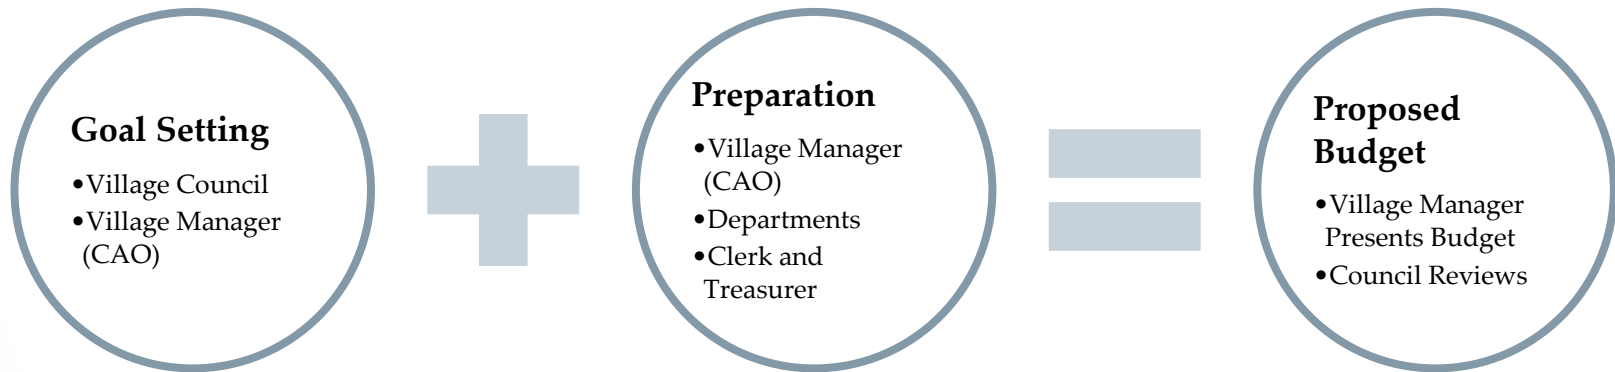 Goal Setting
•Village Council
•Village Manager
(CAO)
Preparation
•Village Manager
(CAO)
•Departments
•Clerk and
Treasurer
Proposed
Budget
•Village Manager
Presents Budget
•Council Reviews